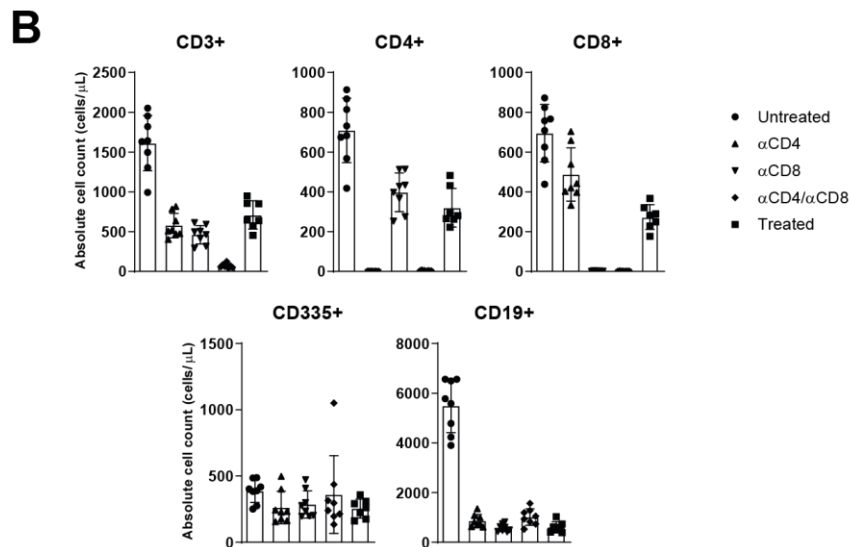 B
CD3+
CD4+
CD8+
Absolute cell count (cells/μL)
2500
2000
1500
1000
500
0
1000
800
600
400
200
0
1000
800
600
400
200
0
Untreated
αCD4
αCD8
αCD4/αCD8
Treated
CD335+
CD19+
Absolute cell count (cells/μL)
1500
1000
500
0
8000
6000
4000
2000
0